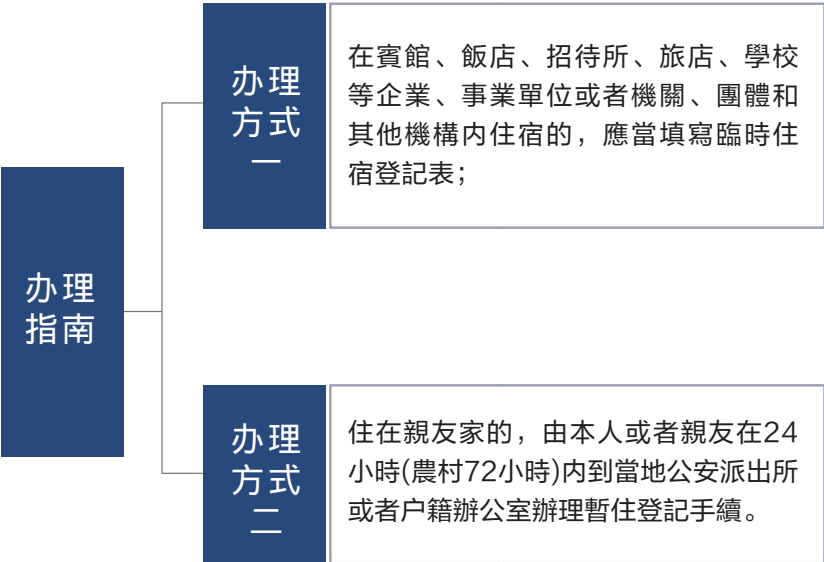 办理
指南
办理
方式
一
在賓館、飯店、招待所、旅店、學校
等企業、事業單位或者機關、團體和
其他機構内住宿的，應當填寫臨時住
宿登記表；
办理
方式
二
住在親友家的，由本人或者親友在24
小時(農村72小時)内到當地公安派出所
或者户籍辦公室辦理暫住登記手續。